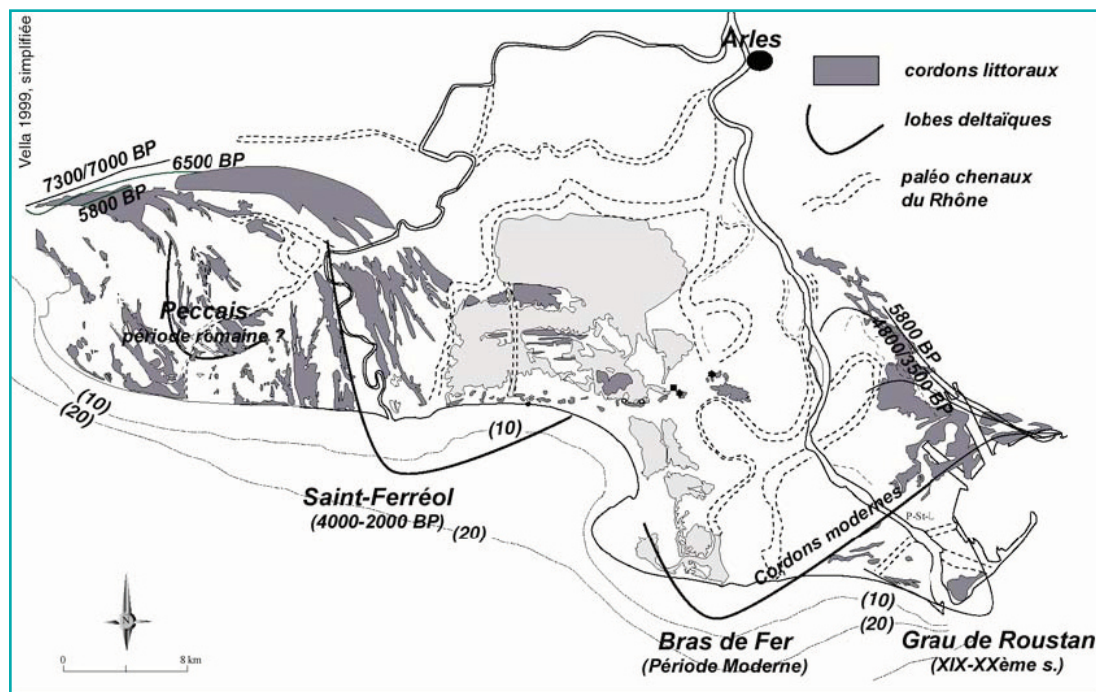 Vella 1999, simplifiée
Arles
cordons littoraux
lobes deltaïques
paléo chenaux
du Rhône
7300/7000 BP
6500 BP
5800 BP
Peccais
période romaine ?
5800 BP
4800/3500 BP
(10)
(20)
(10)
Saint-Ferréol
(4000-2000 BP)
(20)
Cordons modernes
P-St-L
(10)
(20)
Bras de Fer
(Période Moderne)
Grau de Roustan
(XIX-XXème s.)
N
0 8 km